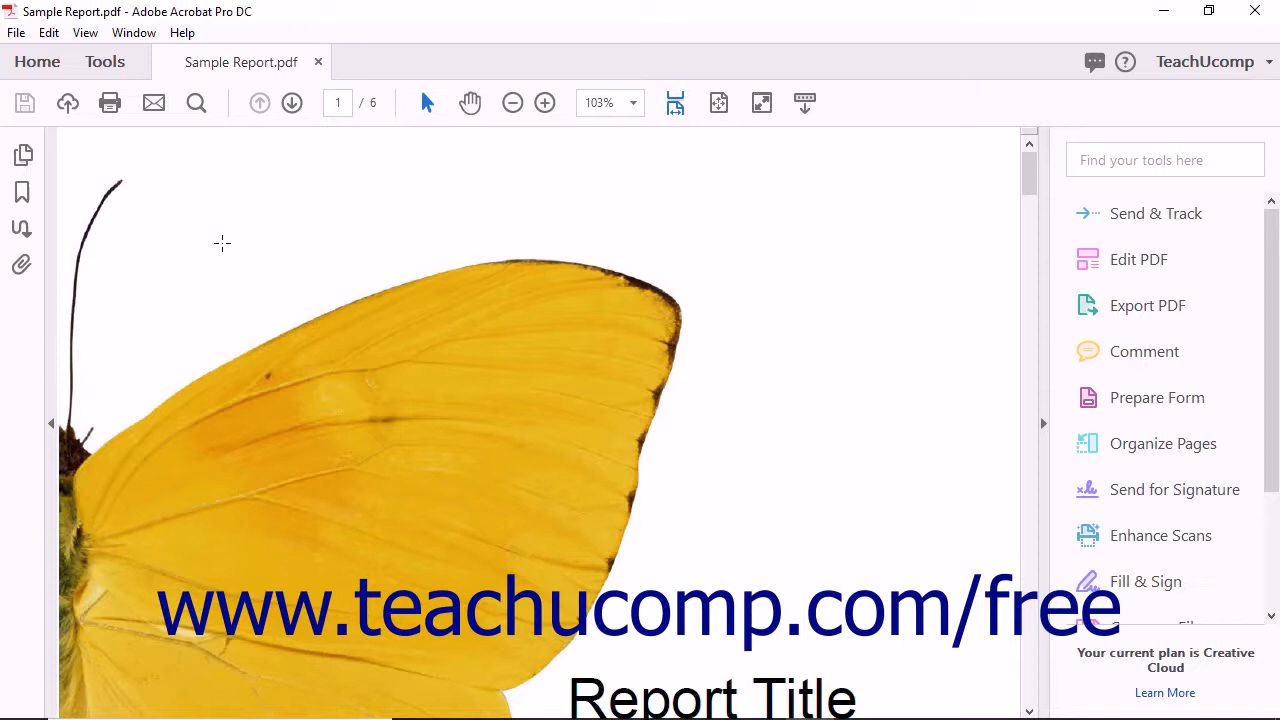 Sample Report.pdf - Adobe Acrobat Pro DC
File Edit View Window Help
Home Tools Sample Report.pdf TeachUcomp
1 / 6 103%
Find your tools here
Send & Track
Edit PDF
Export PDF
Comment
Prepare Form
Organize Pages
Send for Signature
Enhance Scans
Fill & Sign
www.teachucomp.com/free
Your current plan is Creative
Cloud
Learn More
Report Title